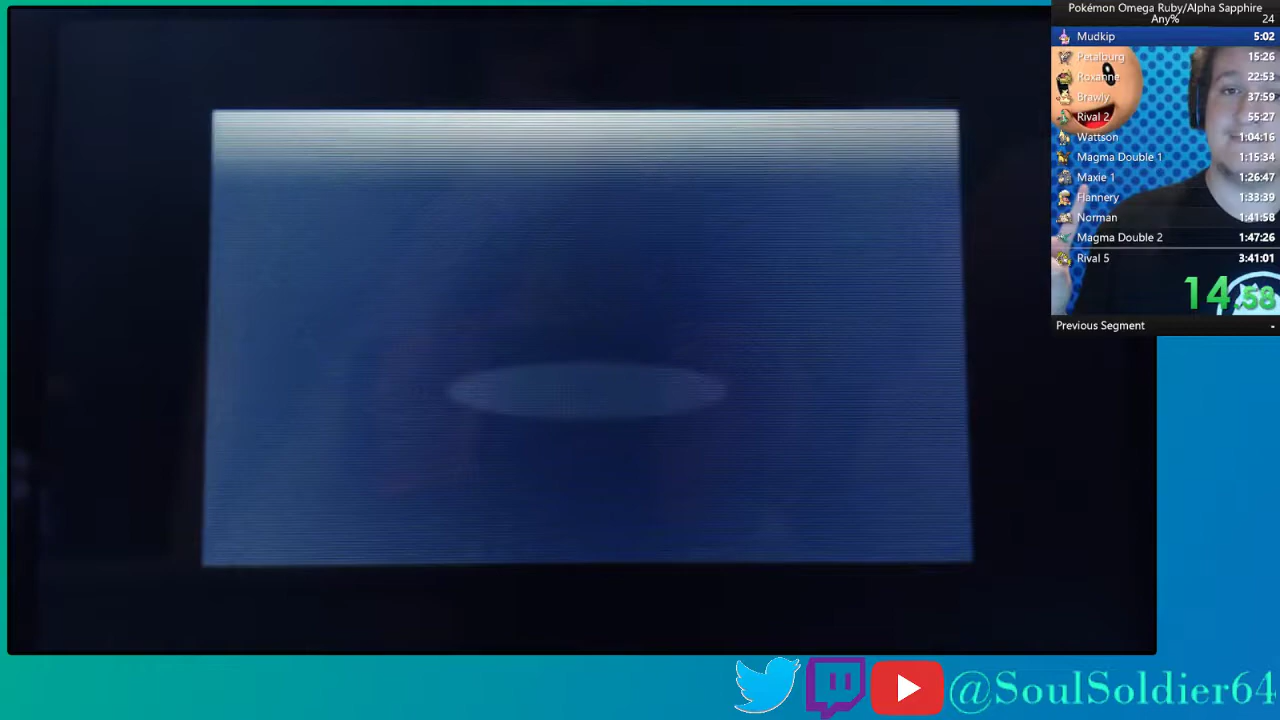 Pokémon Omega Ruby/Alpha Sapphire
Any% 24
Mudkip 5:02
Petalburg 15:26
Roxanne 22:53
Brawly 37:59
Rival 2 55:27
Wattson 1:04:16
Magma Double 1 1:15:34
Maxie 1 1:26:47
Flannery 1:33:39
Norman 1:41:58
Magma Double 2 1:47:26
Rival 5 3:41:01
14.58
Previous Segment -
@SoulSoldier64